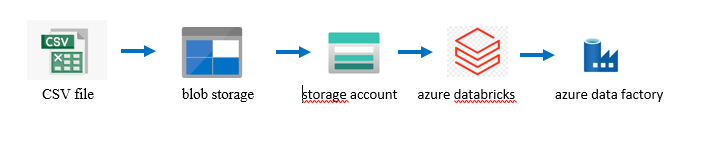 CSV
CSV file
blob storage
storage account
azure databricks
azure data factory